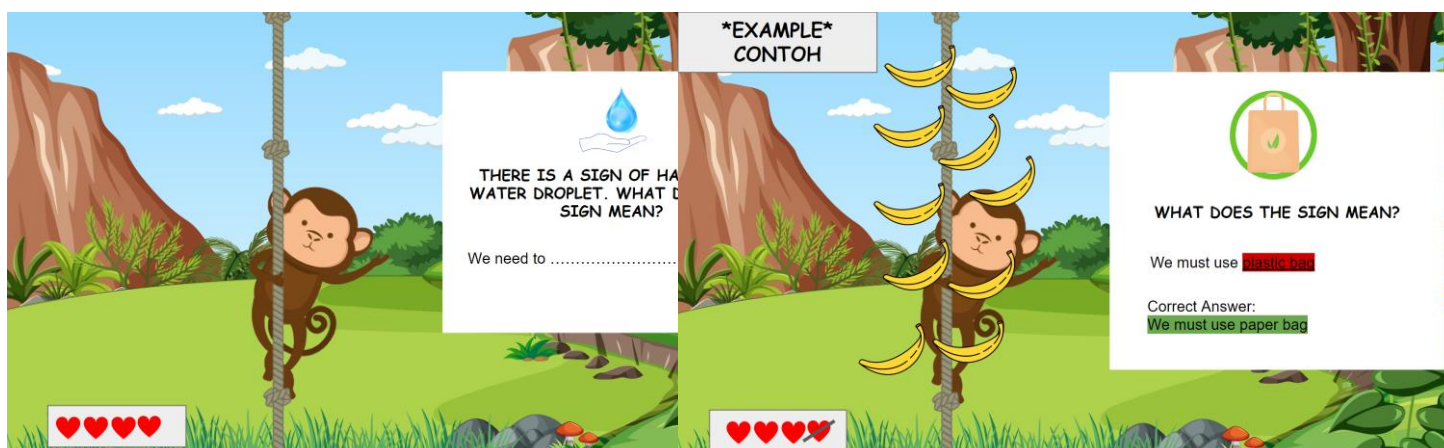 THERE IS A SIGN OF HA
WATER DROPLET. WHAT D
SIGN MEAN?
We need to ...........................
*EXAMPLE*
CONTOH
WHAT DOES THE SIGN MEAN?
We must use plastic bag
Correct Answer:
We must use paper bag